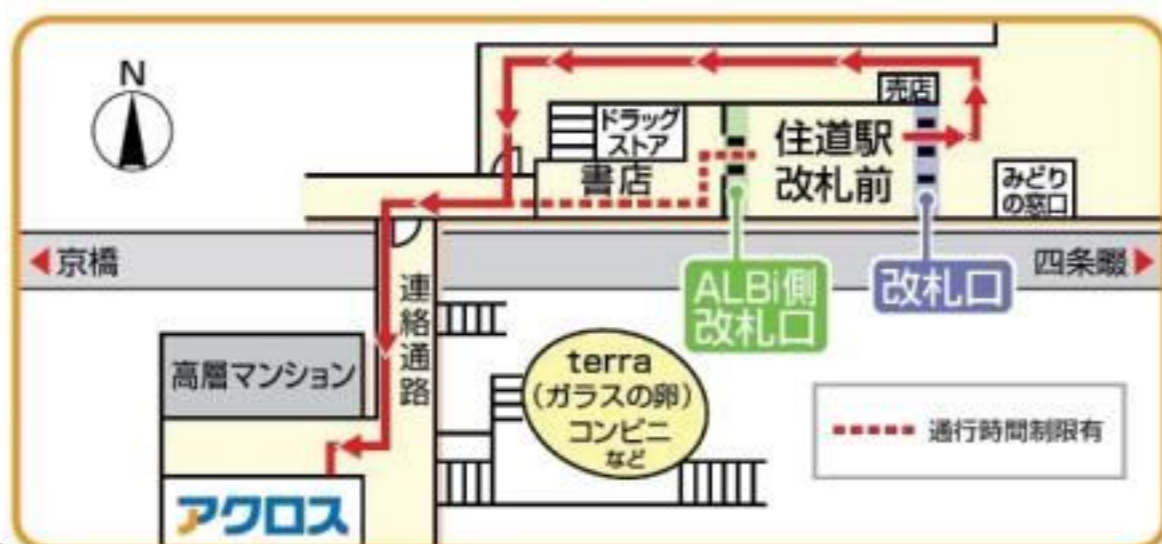 N
売店
ドラッグ
ストア
書店
住道駅
改札前
みどり
の窓口
京橋
四条畷
ALBi側
改札口
改札口
連絡通路
高層マンション
terra
(ガラスの卵)
コンビニ
など
通行時間制限有
アクロス